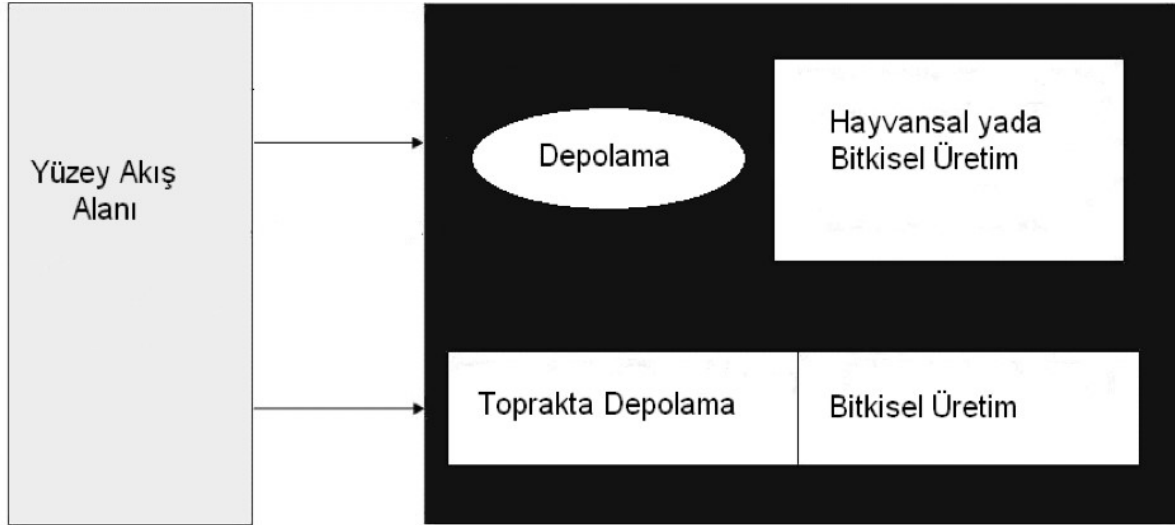 Yüzey Akış
Alanı
Depolama
Hayvansal yada
Bitkisel Üretim
Toprakta Depolama
Bitkisel Üretim